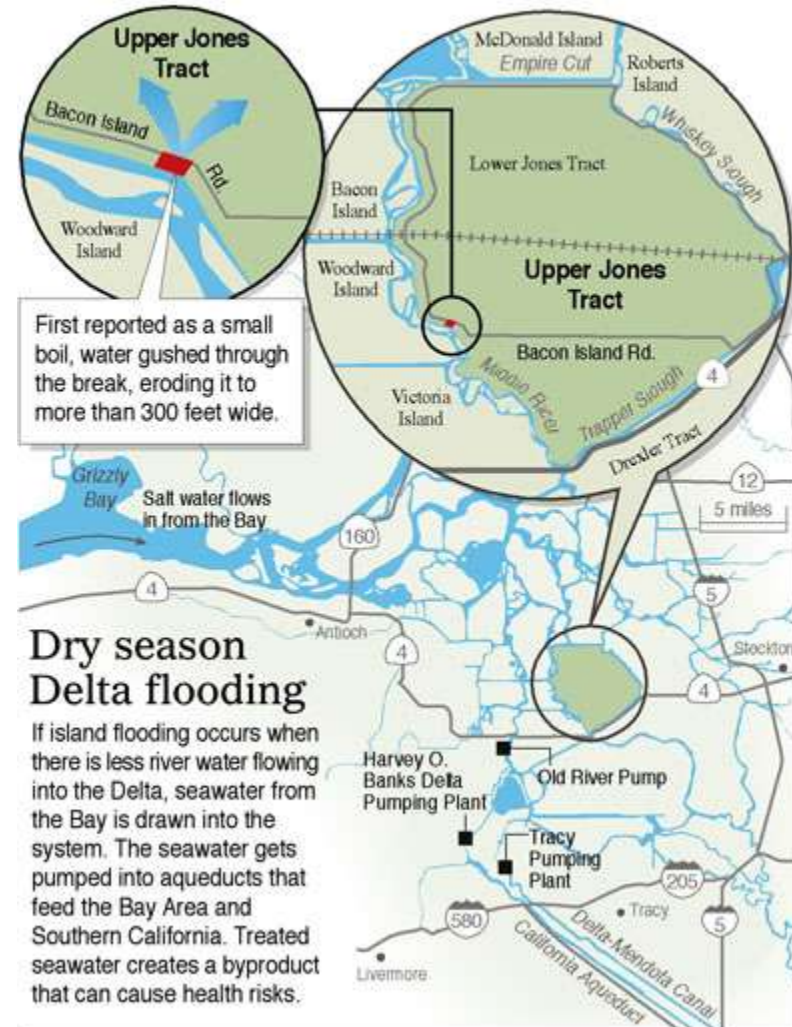 Upper Jones
Tract
Bacon Island
Rd.
Woodward
Island
First reported as a small
boil, water gushed through
the break, eroding it to
more than 300 feet wide.
McDonald Island
Empire Cut
Roberts
Island
Whiskey Slough
Lower Jones Tract
Bacon
Island
Woodward
Island
Upper Jones
Tract
Bacon Island Rd.
Victoria
Island
Middle River
Trapper Slough
4
Drexler Tract
Grizzly
Bay
Salt water flows
in from the Bay
12
5 miles
160
4
5
Antioch
Stockton
4
4
Dry season
Delta flooding
If island flooding occurs when
there is less river water flowing
into the Delta, seawater from
the Bay is drawn into the
system. The seawater gets
pumped into aqueducts that
feed the Bay Area and
Southern California. Treated
seawater creates a byproduct
that can cause health risks.
Harvey O.
Banks Delta
Pumping Plant
Old River Pump
Tracy
Pumping
Plant
205
580
Tracy
5
Delta-Mendota Canal
California Aqueduct
Livermore